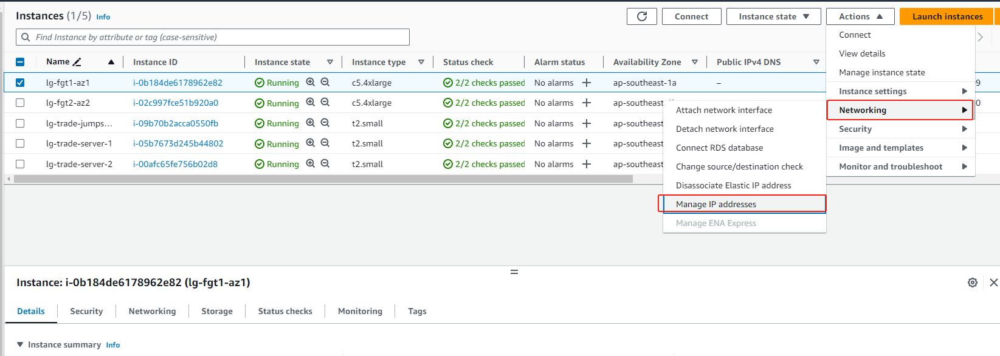 Instances (1/5) Info
Connect
Instance state
Actions
Launch instances
Find Instance by attribute or tag (case-sensitive)
Name Instance ID Instance state Instance type Status check Alarm status Availability Zone Public IPv4 DNS
lg-fgt1-az1 i-0b184de6178962e82 Running c5.4xlarge 2/2 checks passed No alarms + ap-southeast-1a – 9
lg-fgt2-az2 i-02c997fce51b920a0 Running c5.4xlarge 2/2 checks passed No alarms + 0
lg-trade-jumps... i-09b70b2acca0550fb Running t2.small 2/2 checks passed No alarms + ap-southeast
lg-trade-server-1 i-05b7673d245b44802 Running t2.small 2/2 checks passed No alarms + ap-southeast
lg-trade-server-2 i-00afc65fe756b02d8 Running t2.small 2/2 checks passed No alarms + ap-southeast
Connect
View details
Manage instance state
Instance settings
Networking
Security
Image and templates
Monitor and troubleshoot
Attach network interface
Detach network interface
Connect RDS database
Change source/destination check
Disassociate Elastic IP address
Manage IP addresses
Manage ENA Express
Instance: i-0b184de6178962e82 (lg-fgt1-az1)
Details Security Networking Storage Status checks Monitoring Tags
Instance summary Info